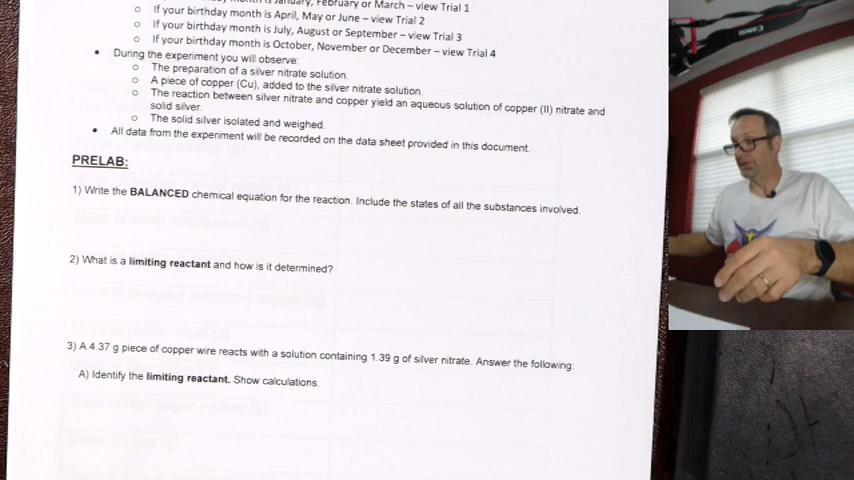 January, February or March – view Trial 1
o If your birthday month is April, May or June – view Trial 2
o If your birthday month is July, August or September – view Trial 3
o If your birthday month is October, November or December – view Trial 4
• During the experiment you will observe:
o The preparation of a silver nitrate solution.
o A piece of copper (Cu), added to the silver nitrate solution.
o The reaction between silver nitrate and copper yield an aqueous solution of copper (II) nitrate and
solid silver.
o The solid silver isolated and weighed.
• All data from the experiment will be recorded on the data sheet provided in this document.
PRELAB:
1) Write the BALANCED chemical equation for the reaction. Include the states of all the substances involved.
2) What is a limiting reactant and how is it determined?
3) A 4.37 g piece of copper wire reacts with a solution containing 1.39 g of silver nitrate. Answer the following:
A) Identify the limiting reactant. Show calculations.
Canon